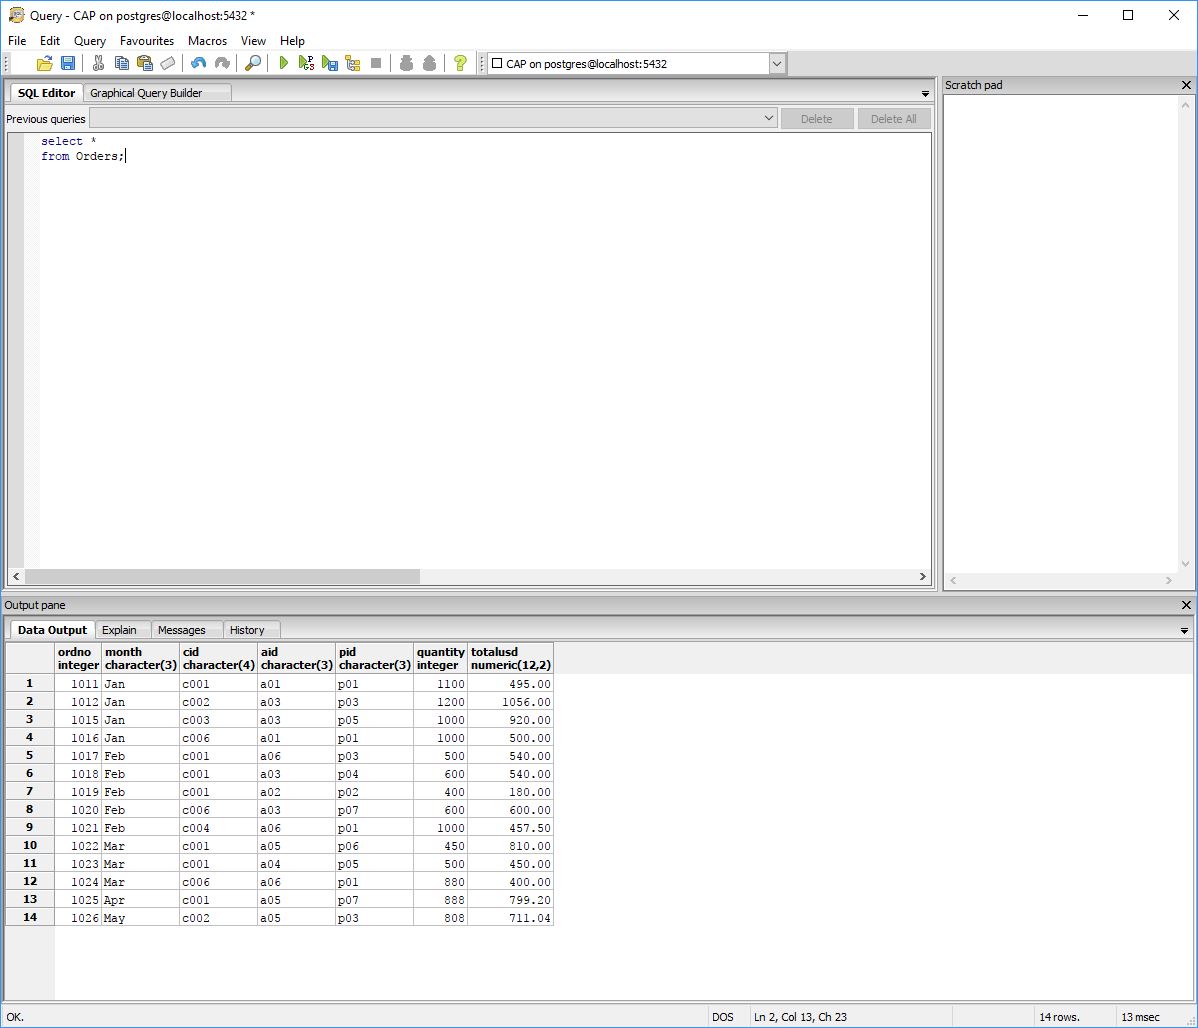 Query - CAP on postgres@localhost:5432 *
File Edit Query Favourites Macros View Help
CAP on postgres@localhost:5432
SQL Editor Graphical Query Builder
Previous queries Delete Delete All
select *
from Orders;
Scratch pad
Output pane
Data Output Explain Messages History
ordno month cid aid pid quantity totalusd
integer character(3) character(4) character(3) character(3) integer numeric(12,2)
1 1011 Jan c001 a01 p01 1100 495.00
2 1012 Jan c002 a03 p03 1200 1056.00
3 1015 Jan c003 a03 p05 1000 920.00
4 1016 Jan c006 a01 p01 1000 500.00
5 1017 Feb c001 a06 p03 500 540.00
6 1018 Feb c001 a03 p04 600 540.00
7 1019 Feb c001 a02 p02 400 180.00
8 1020 Feb c006 a03 p07 600 600.00
9 1021 Feb c004 a06 p01 1000 457.50
10 1022 Mar c001 a05 p06 450 810.00
11 1023 Mar c001 a04 p05 500 450.00
12 1024 Mar c006 a06 p01 880 400.00
13 1025 Apr c001 a05 p07 888 799.20
14 1026 May c002 a05 p03 808 711.04
OK. DOS Ln 2, Col 13, Ch 23 14 rows. 13 msec